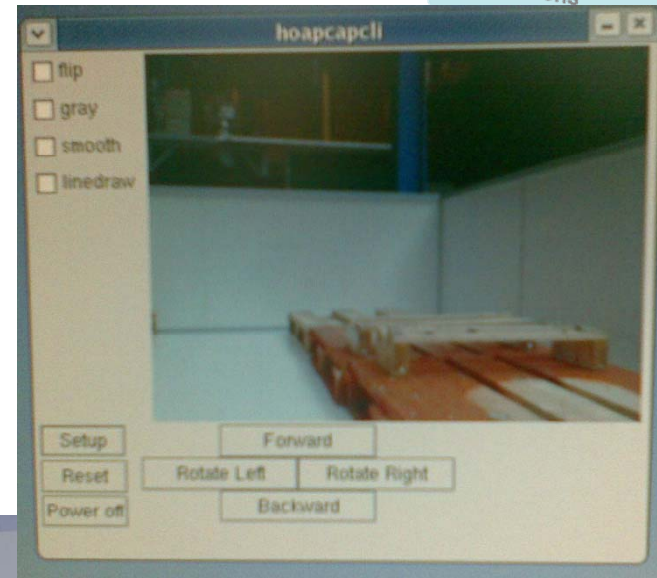 hoapcapcli
flip
gray
smooth
linedraw
Setup
Forward
Reset
Rotate Left
Rotate Right
Power off
Backward